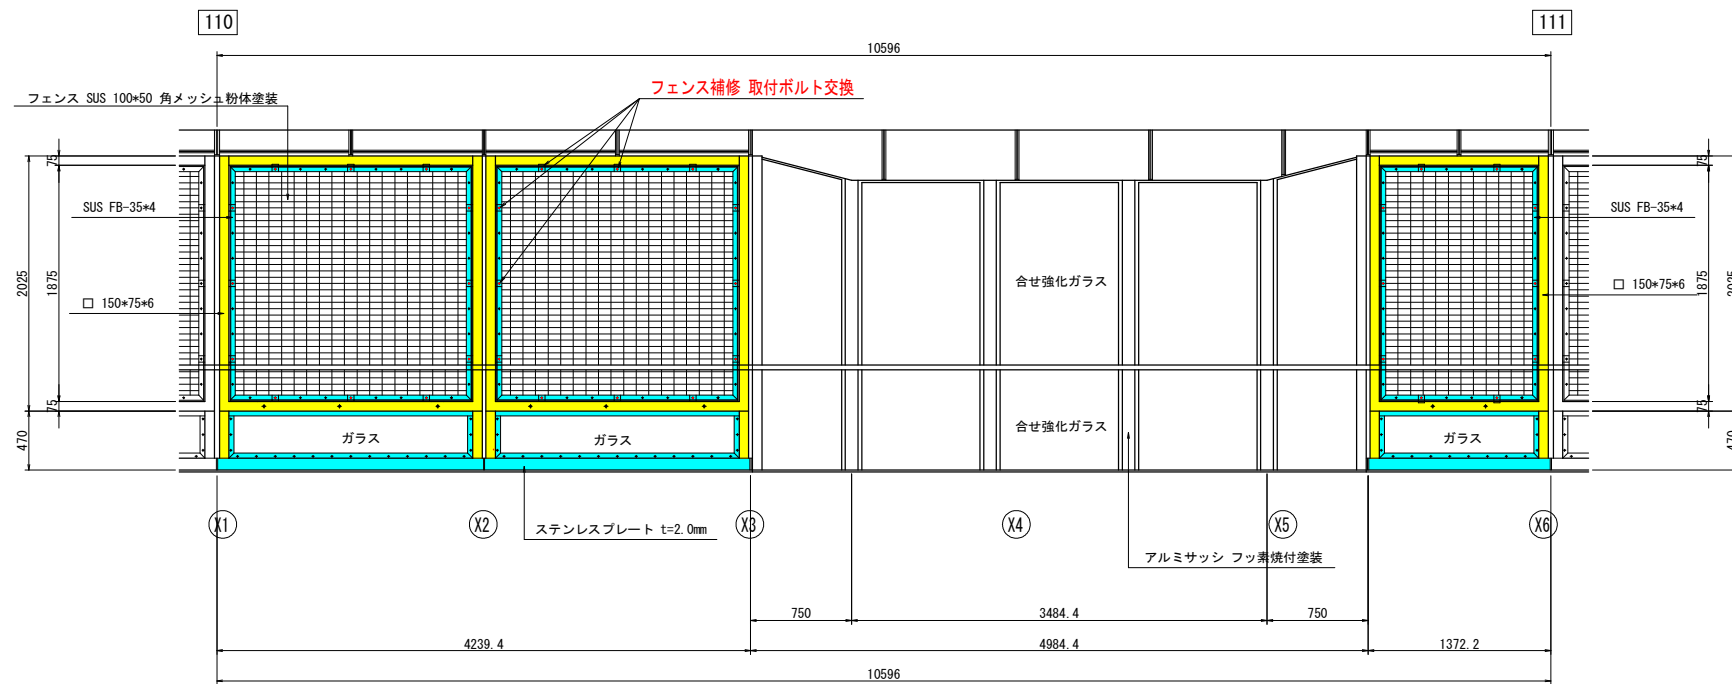 110
111
10596
フェンス補修 取付ボルト交換
フェンス SUS 100*50 角メッシュ粉体塗装
75
75
SUS FB-35*4
SUS FB-35*4
2025
1875
1875
2025
合せ強化ガラス
□ 150*75*6
□ 150*75*6
75
75
470
ガラス
ガラス
合せ強化ガラス
ガラス
470
X1
X2
X3
X4
X5
X6
ステンレスプレート t=2.0mm
アルミサッシ フッ素焼付塗装
750
3484.4
750
4239.4
4984.4
1372.2
10596